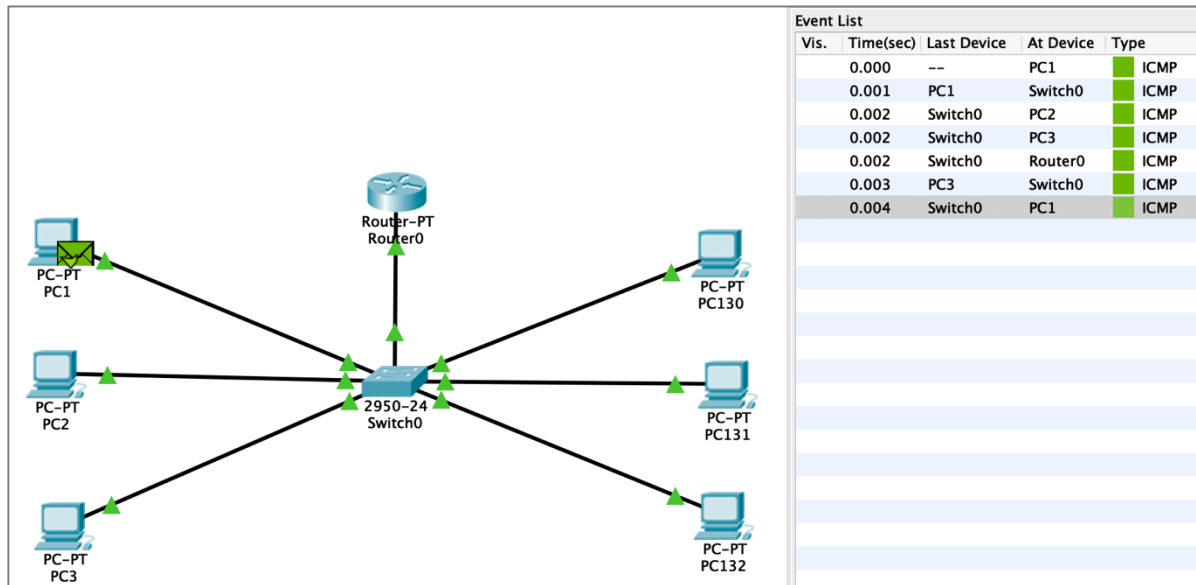 Event List
Vis. Time(sec) Last Device At Device Type
0.000 -- PC1 ICMP
0.001 PC1 Switch0 ICMP
0.002 Switch0 PC2 ICMP
0.002 Switch0 PC3 ICMP
0.002 Switch0 Router0 ICMP
0.003 PC3 Switch0 ICMP
0.004 Switch0 PC1 ICMP
Router-PT
Router0
PC-PT
PC1
PC-PT
PC130
PC-PT
PC2
2950-24
Switch0
PC-PT
PC131
PC-PT
PC3
PC-PT
PC132